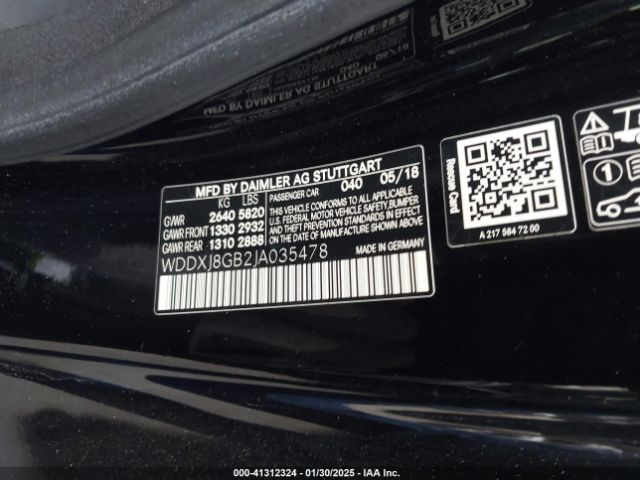 MFD BY DAIMLER AG STUTTGART
KG LBS PASSENGER CAR 040 05/18
GVWR 2640 5820
GAWR FRONT 1330 2932
GAWR REAR 1310 2888
THIS VEHICLE CONFORMS TO ALL APPLICABLE
U.S. FEDERAL MOTOR VEHICLE SAFETY, BUMPER,
AND THEFT PREVENTION STANDARDS IN EFFECT
ON THE DATE OF MANUFACTURE SHOWN ABOVE.
WDDXJ8GB2JA035478
Rescue Card
A 217 584 72 00
1
000-41312324 | 01/30/2025 | IAA Inc.